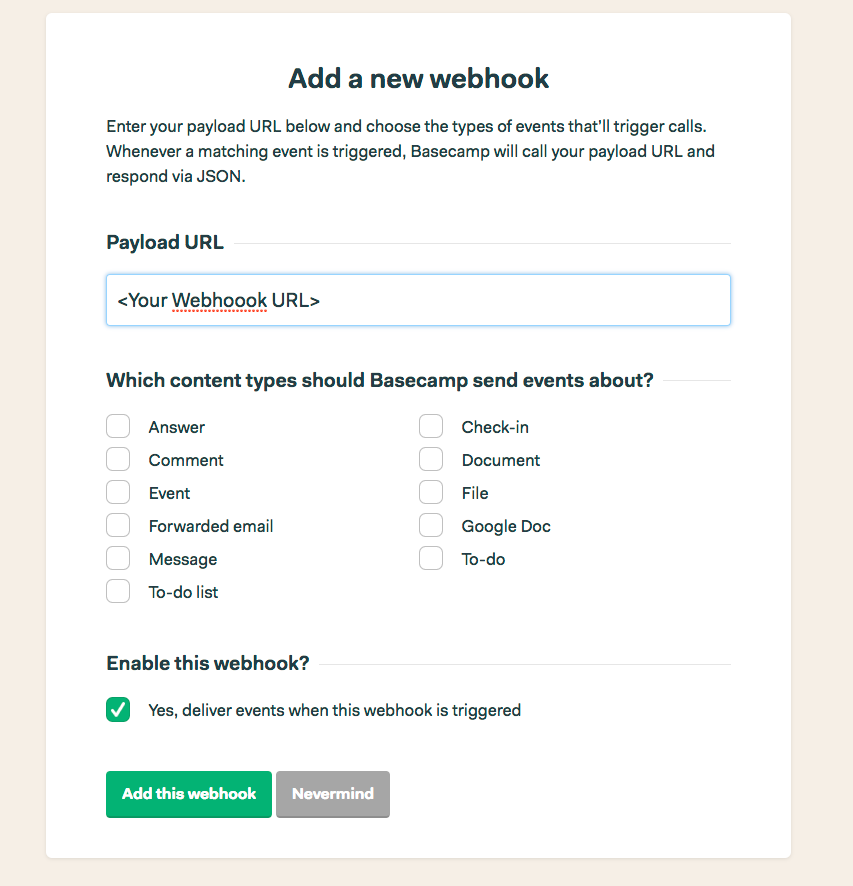 Add a new webhook
Enter your payload URL below and choose the types of events that'll trigger calls.
Whenever a matching event is triggered, Basecamp will call your payload URL and
respond via JSON.
Payload URL
<Your Webhoook URL>
Which content types should Basecamp send events about?
Answer
Check-in
Comment
Document
Event
File
Forwarded email
Google Doc
Message
To-do
To-do list
Enable this webhook?
Yes, deliver events when this webhook is triggered
Add this webhook
Nevermind